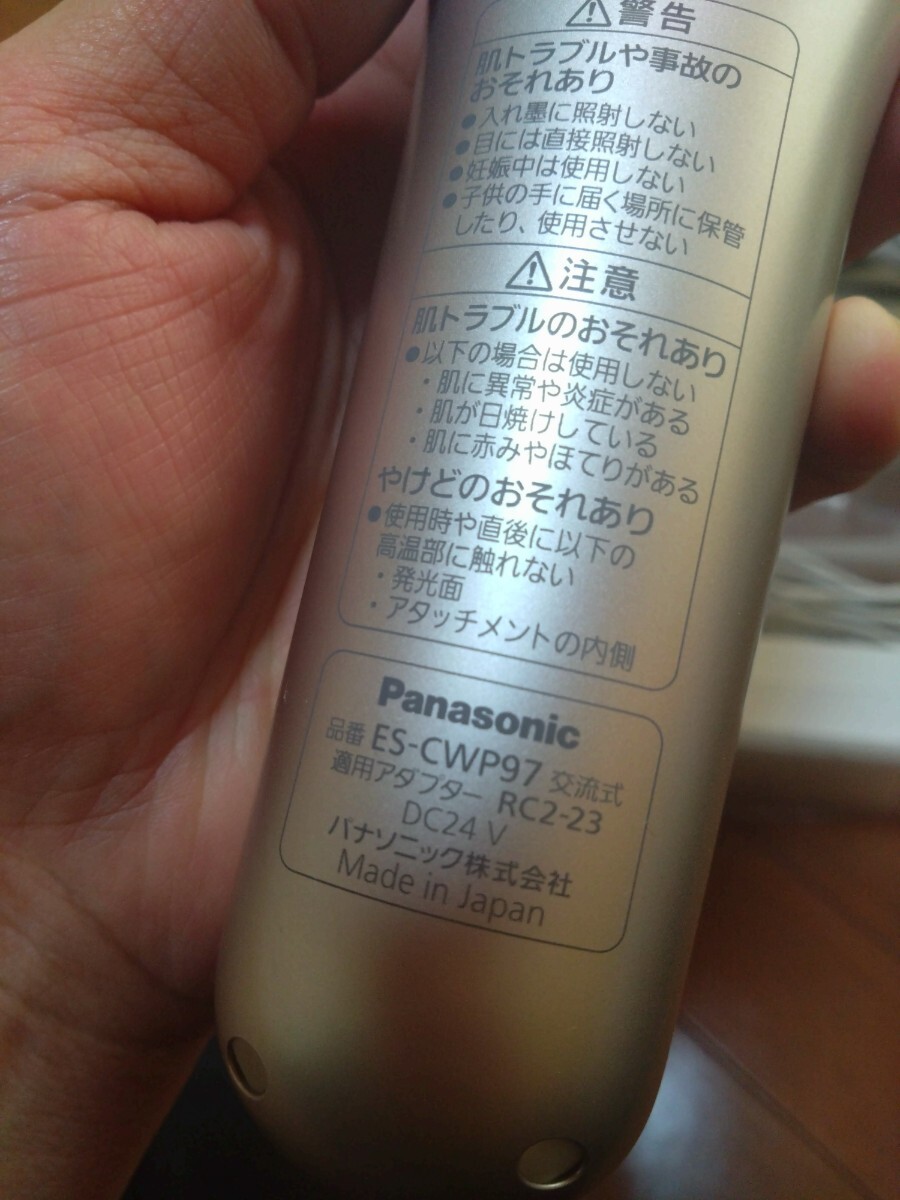 ⚠警告
肌トラブルや事故の
おそれあり
●入れ墨に照射しない
●目には直接照射しない
●妊娠中は使用しない
●子供の手に届く場所に保管
したり、使用させない
⚠注意
肌トラブルのおそれあり
●以下の場合は使用しない
・肌に異常や炎症がある
・肌が日焼けしている
・肌に赤みやほてりがある
やけどのおそれあり
●使用時や直後に以下の
高温部に触れない
・発光面
・アタッチメントの内側
Panasonic
品番 ES-CWP97 交流式
適用アダプター RC2-23
DC24 V
パナソニック株式会社
Made in Japan